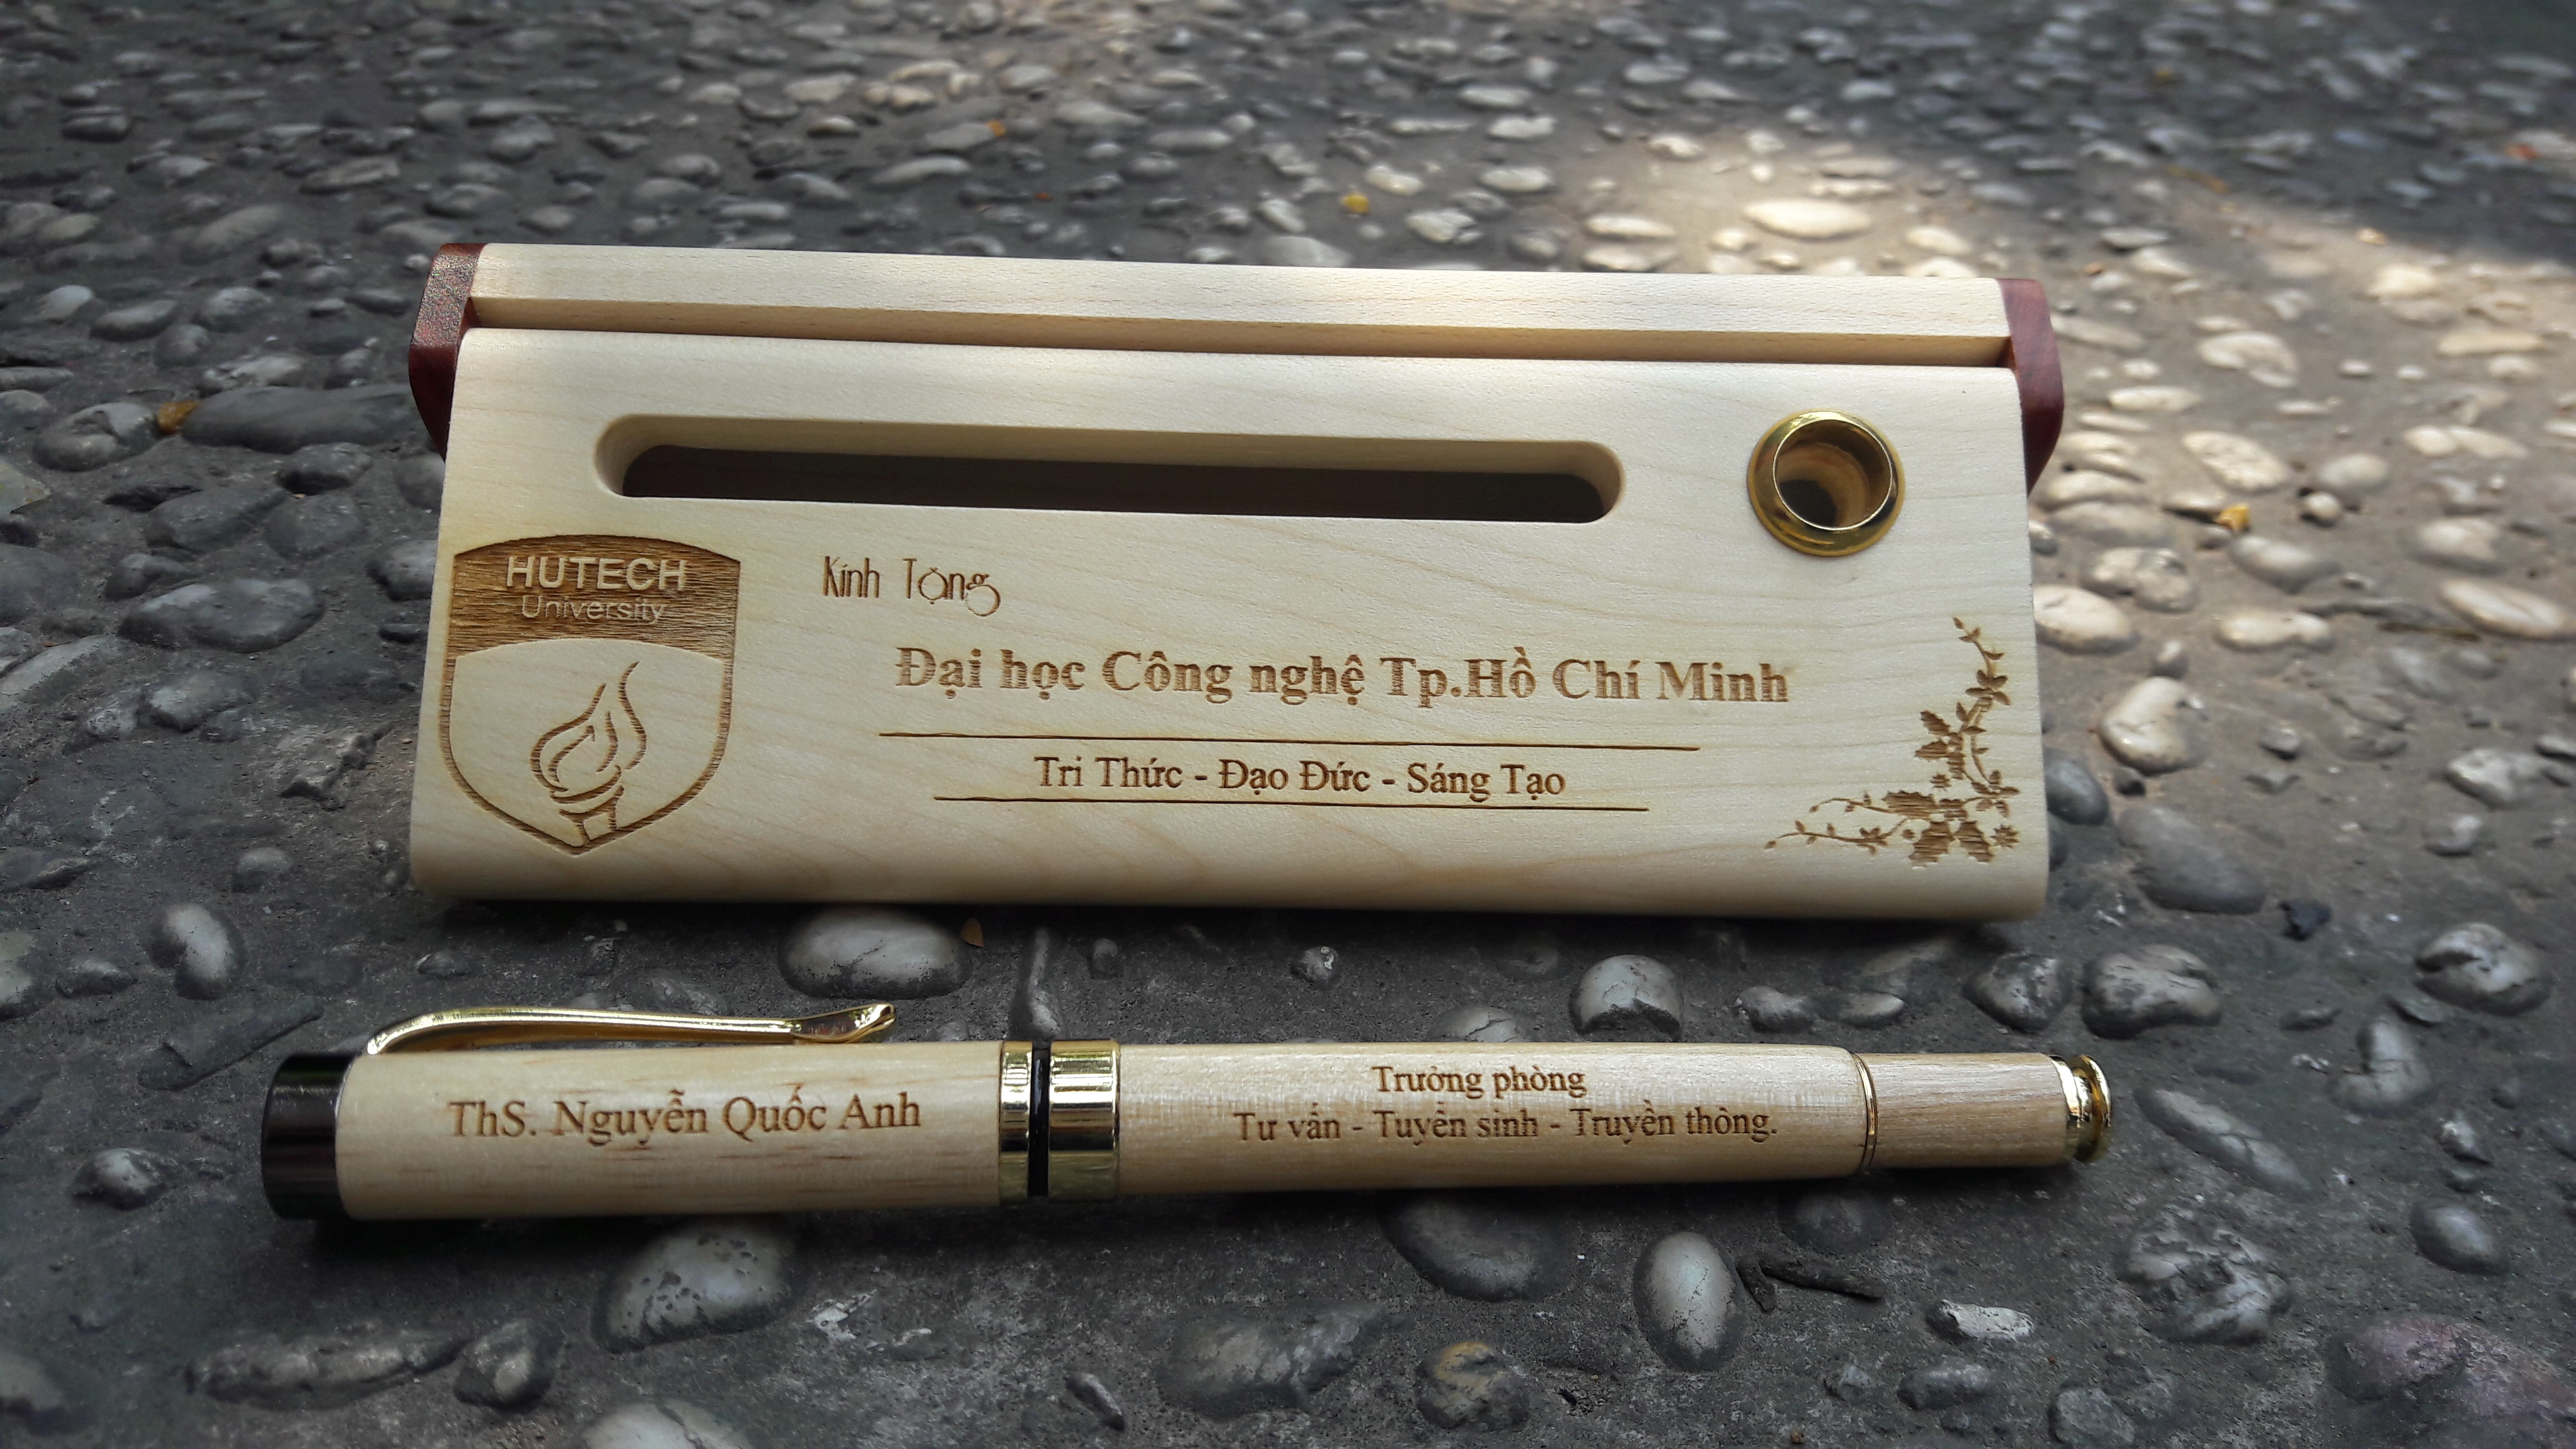 HUTECH
University
Kính Tặng
Đại học Công nghệ Tp.Hồ Chí Minh
Tri Thức - Đạo Đức - Sáng Tạo
ThS. Nguyễn Quốc Anh
Trưởng phòng
Tư vấn - Tuyển sinh - Truyền thông.